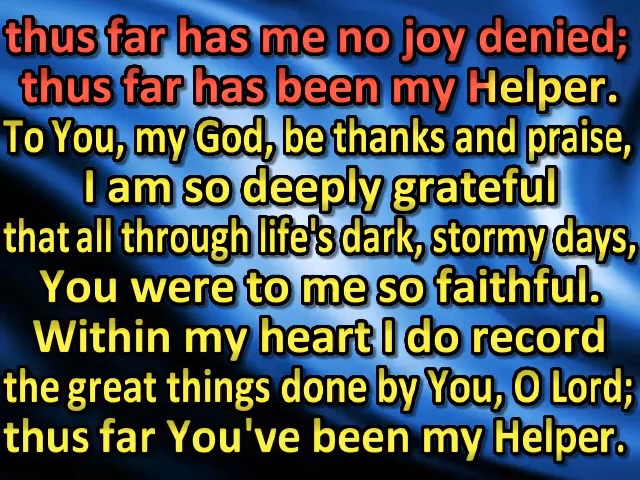 thus far has me no joy denied;
thus far has been my Helper.
To You, my God, be thanks and praise,
I am so deeply grateful
that all through life's dark, stormy days,
You were to me so faithful.
Within my heart I do record
the great things done by You, O Lord;
thus far You've been my Helper.